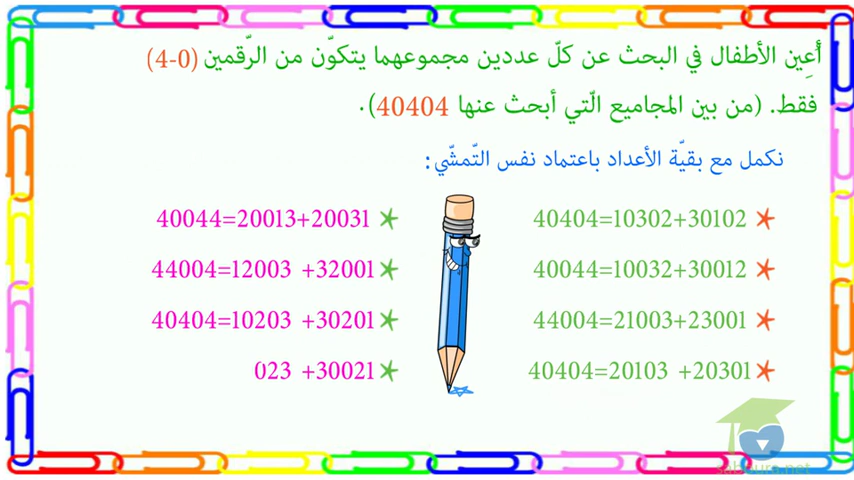 أُعِين الأطفال في البحث عن كلّ عددين مجموعهما يتكوّن من الرّقمين (4-0)
فقط. (من بين المجاميع الّتي أبحث عنها 40404).
نكمل مع بقيّة الأعداد باعتماد نفس التّمشّي:
40404=10302+30102
40044=10032+30012
44004=21003+23001
40404=20103 +20301
40044=20013+20031
44004=12003 +32001
40404=10203 +30201
023 +30021
saboura.net